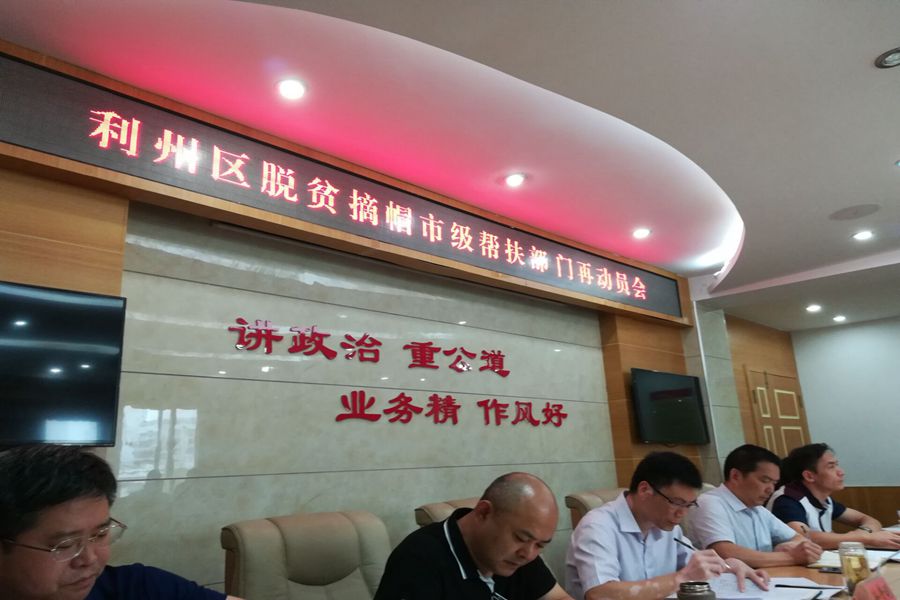 利州区脱贫摘帽市级帮扶部门再动员会
讲政治 重公道
业务精 作风好